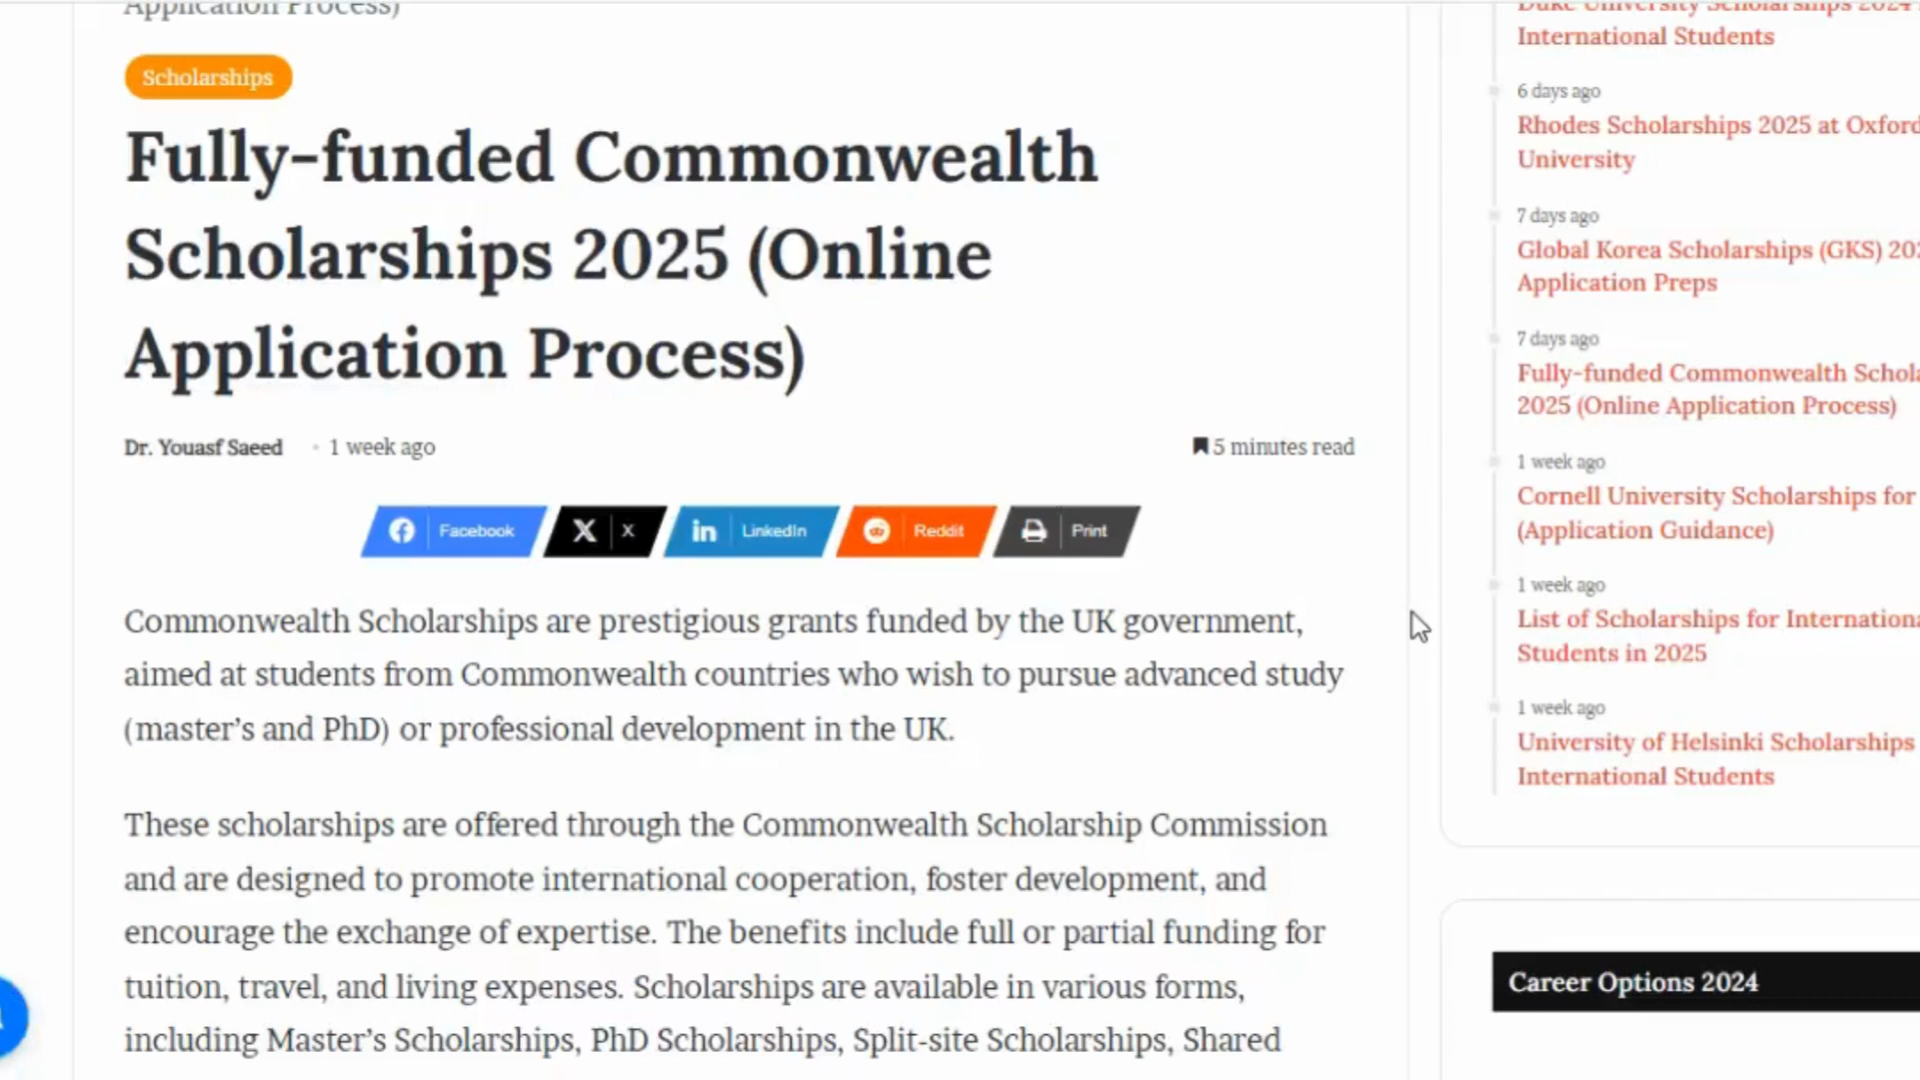 Application Process)
Scholarships
Fully-funded Commonwealth
Scholarships 2025 (Online
Application Process)
Dr. Youasf Saeed • 1 week ago
5 minutes read
Facebook
X
LinkedIn
Reddit
Print
Commonwealth Scholarships are prestigious grants funded by the UK government,
aimed at students from Commonwealth countries who wish to pursue advanced study
(master's and PhD) or professional development in the UK.
These scholarships are offered through the Commonwealth Scholarship Commission
and are designed to promote international cooperation, foster development, and
encourage the exchange of expertise. The benefits include full or partial funding for
tuition, travel, and living expenses. Scholarships are available in various forms,
including Master's Scholarships, PhD Scholarships, Split-site Scholarships, Shared
Duke University Scholarships 2024
International Students
6 days ago
Rhodes Scholarships 2025 at Oxford
University
7 days ago
Global Korea Scholarships (GKS)
Application Preps
7 days ago
Fully-funded Commonwealth
2025 (Online Application Process)
1 week ago
Cornell University Scholarships for
(Application Guidance)
1 week ago
List of Scholarships for
Students in 2025
1 week ago
University of Helsinki Scholarships
International Students
Career Options 2024